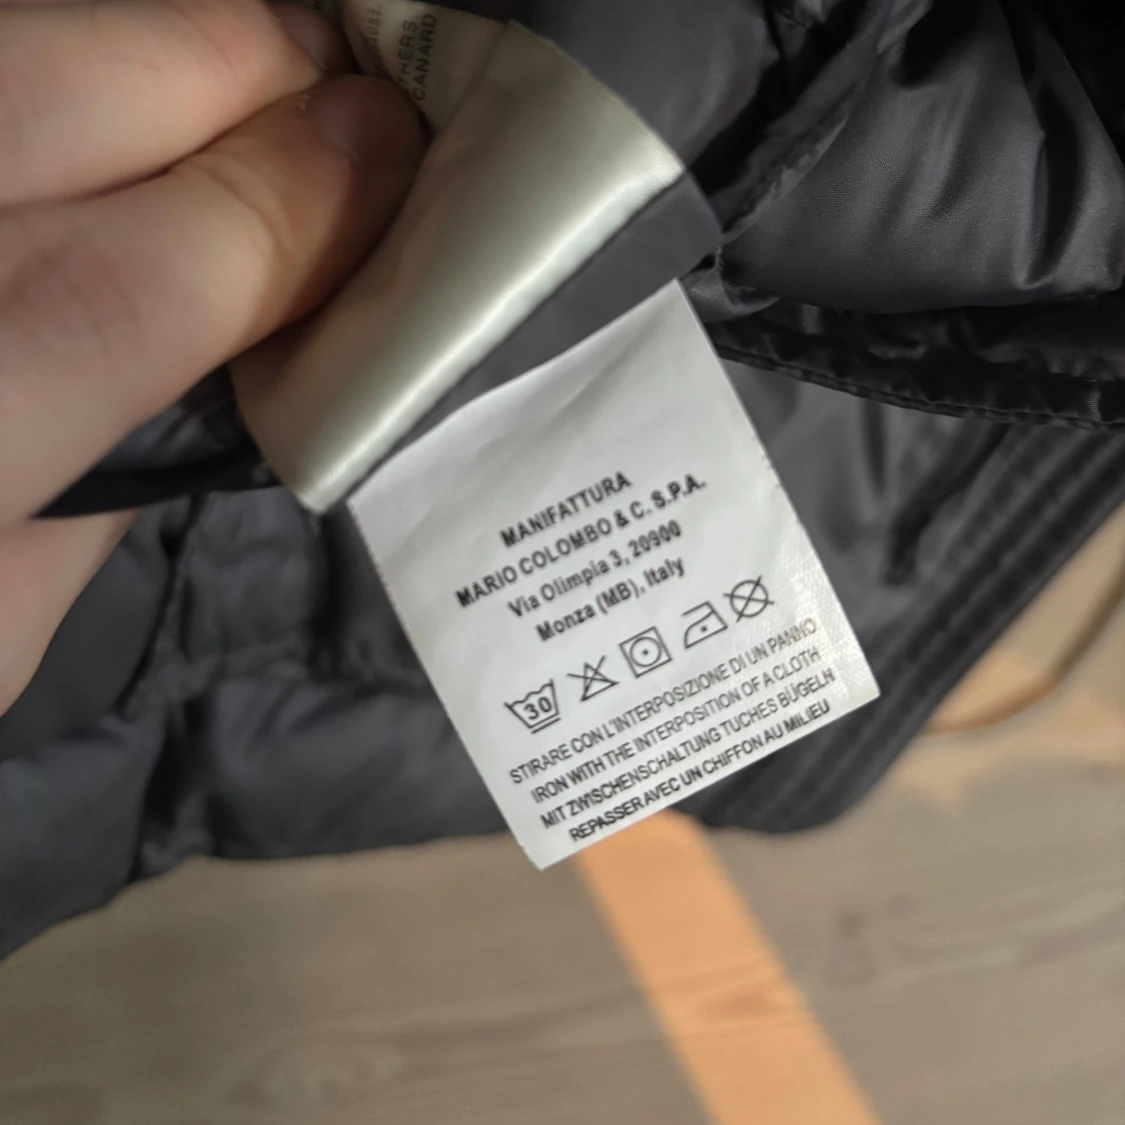 CANARD
MANIFATTURA
MARIO COLOMBO & C. S.P.A.
Via Olimpia 3, 20900
Monza (MB), Italy
30
STIRARE CON L'INTERPOSIZIONE DI UN PANNO
IRON WITH THE INTERPOSITION OF A CLOTH
MIT ZWISCHENSCHALTUNG TUCHES BÜGELN
REPASSER AVEC UN CHIFFON AU MILIEU